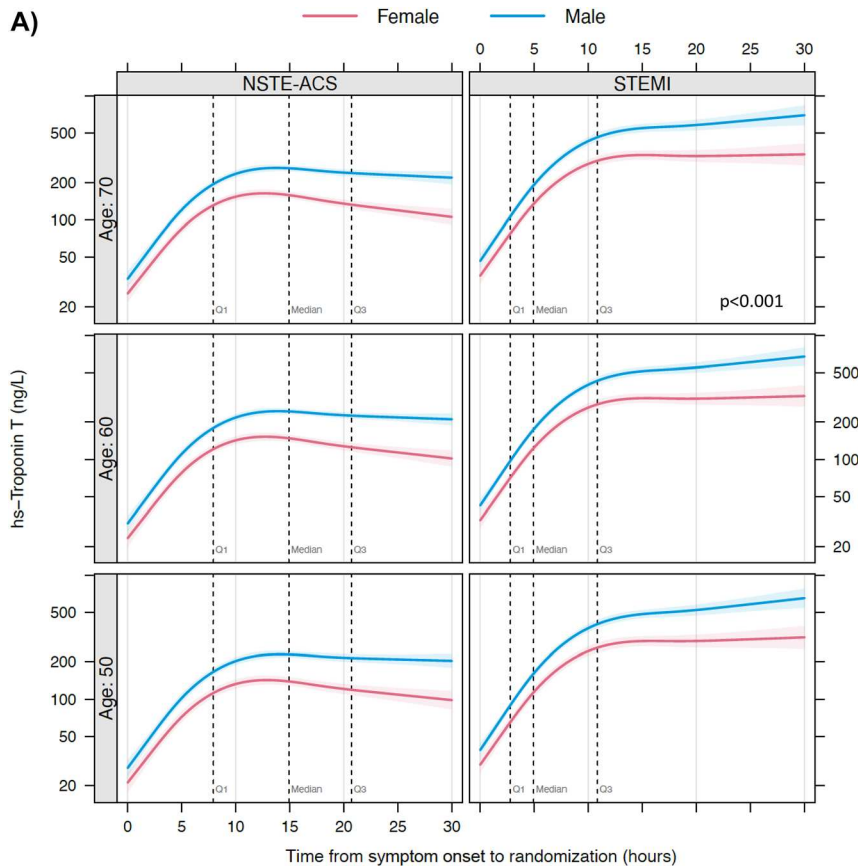 A)
Female Male
0 5 10 15 20 25 30
NSTE-ACS STEMI
Age: 70
500
200
100
50
20
Q1 Median Q3
Q1 Median Q3
p<0.001
hs−Troponin T (ng/L)
Age: 60
500
200
100
50
20
Q1 Median Q3
Q1 Median Q3
Age: 50
500
200
100
50
20
Q1 Median Q3
Q1 Median Q3
0 5 10 15 20 25 30
Time from symptom onset to randomization (hours)